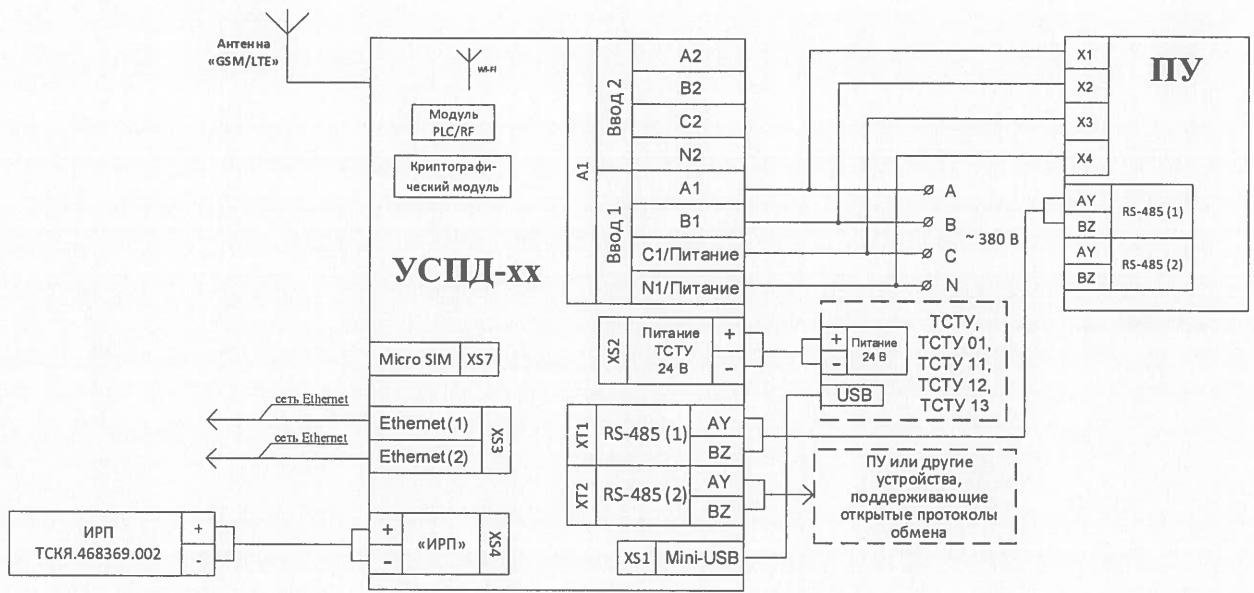 Антенна
«GSM/LTE»
WI-FI
Модуль
PLC/RF
Криптографи-
ческий модуль
УСПД-хх
A1
Ввод 2
A2
B2
C2
N2
Ввод 1
A1
B1
C1/Питание
N1/Питание
A
B
C
N
~ 380 В
ПУ
X1
X2
X3
X4
AY
BZ
RS-485 (1)
AY
BZ
RS-485 (2)
XS2
Питание
ТСТУ
24 В
+
-
+
-
Питание
24 В
USB
ТСТУ,
ТСТУ 01,
ТСТУ 11,
ТСТУ 12,
ТСТУ 13
Micro SIM
XS7
сеть Ethernet
Ethernet (1)
сеть Ethernet
Ethernet (2)
XS3
XT1
RS-485 (1)
AY
BZ
XT2
RS-485 (2)
AY
BZ
ПУ или другие
устройства,
поддерживающие
открытые протоколы
обмена
ИРП
ТСКЯ.468369.002
+
-
+
-
«ИРП»
XS4
XS1
Mini-USB